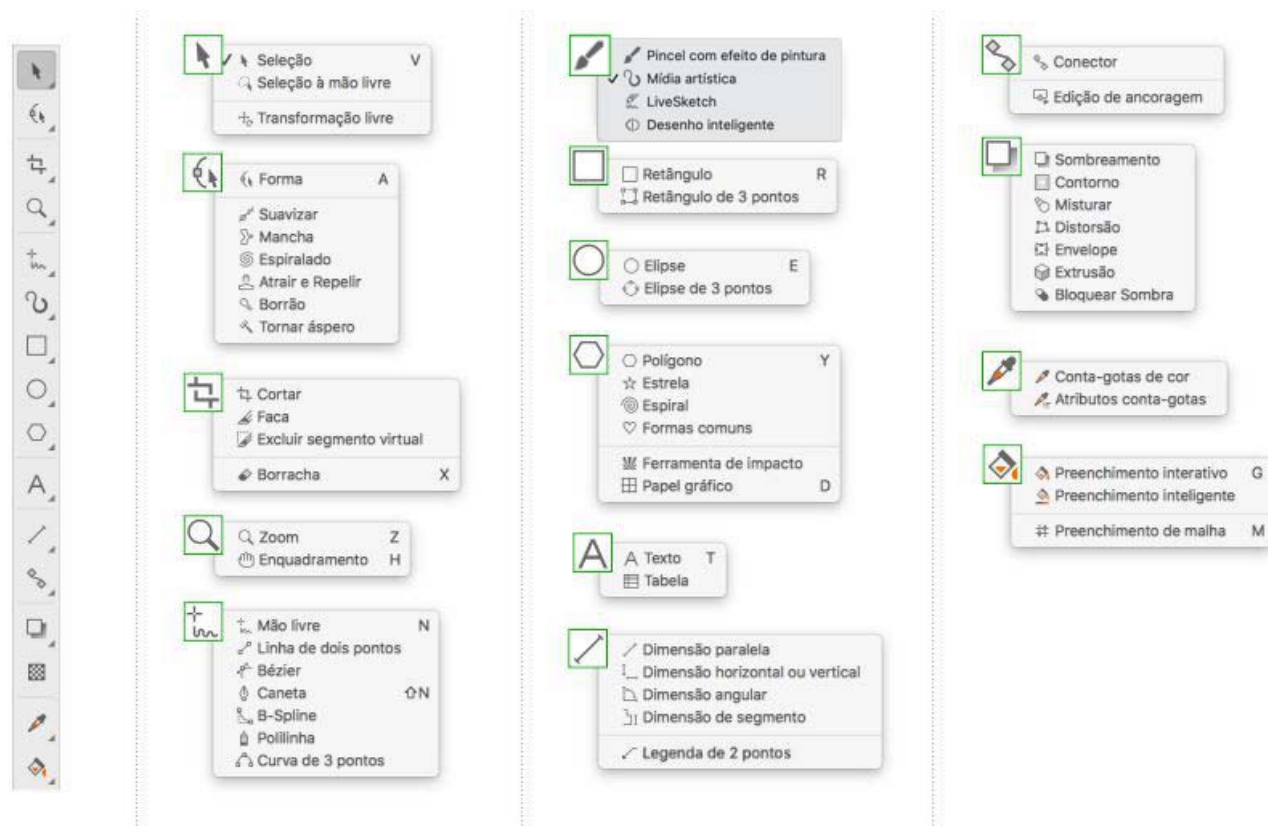 Seleção V
Seleção à mão livre
Transformação livre
Forma A
Suavizar
Mancha
Espiralado
Atrair e Repelir
Borrão
Tornar áspero
Cortar
Faca
Excluir segmento virtual
Borracha X
Zoom Z
Enquadramento H
Mão livre N
Linha de dois pontos
Bézier
Caneta ⇧N
B-Spline
Polilinha
Curva de 3 pontos
Pincel com efeito de pintura
Mídia artística
LiveSketch
Desenho inteligente
Retângulo R
Retângulo de 3 pontos
Elipse E
Elipse de 3 pontos
Polígono Y
Estrela
Espiral
Formas comuns
Ferramenta de impacto
Papel gráfico D
Texto T
Tabela
Dimensão paralela
Dimensão horizontal ou vertical
Dimensão angular
Dimensão de segmento
Legenda de 2 pontos
Conector
Edição de ancoragem
Sombreamento
Contorno
Misturar
Distorsão
Envelope
Extrusão
Bloquear Sombra
Conta-gotas de cor
Atributos conta-gotas
Preenchimento interativo G
Preenchimento inteligente
Preenchimento de malha M